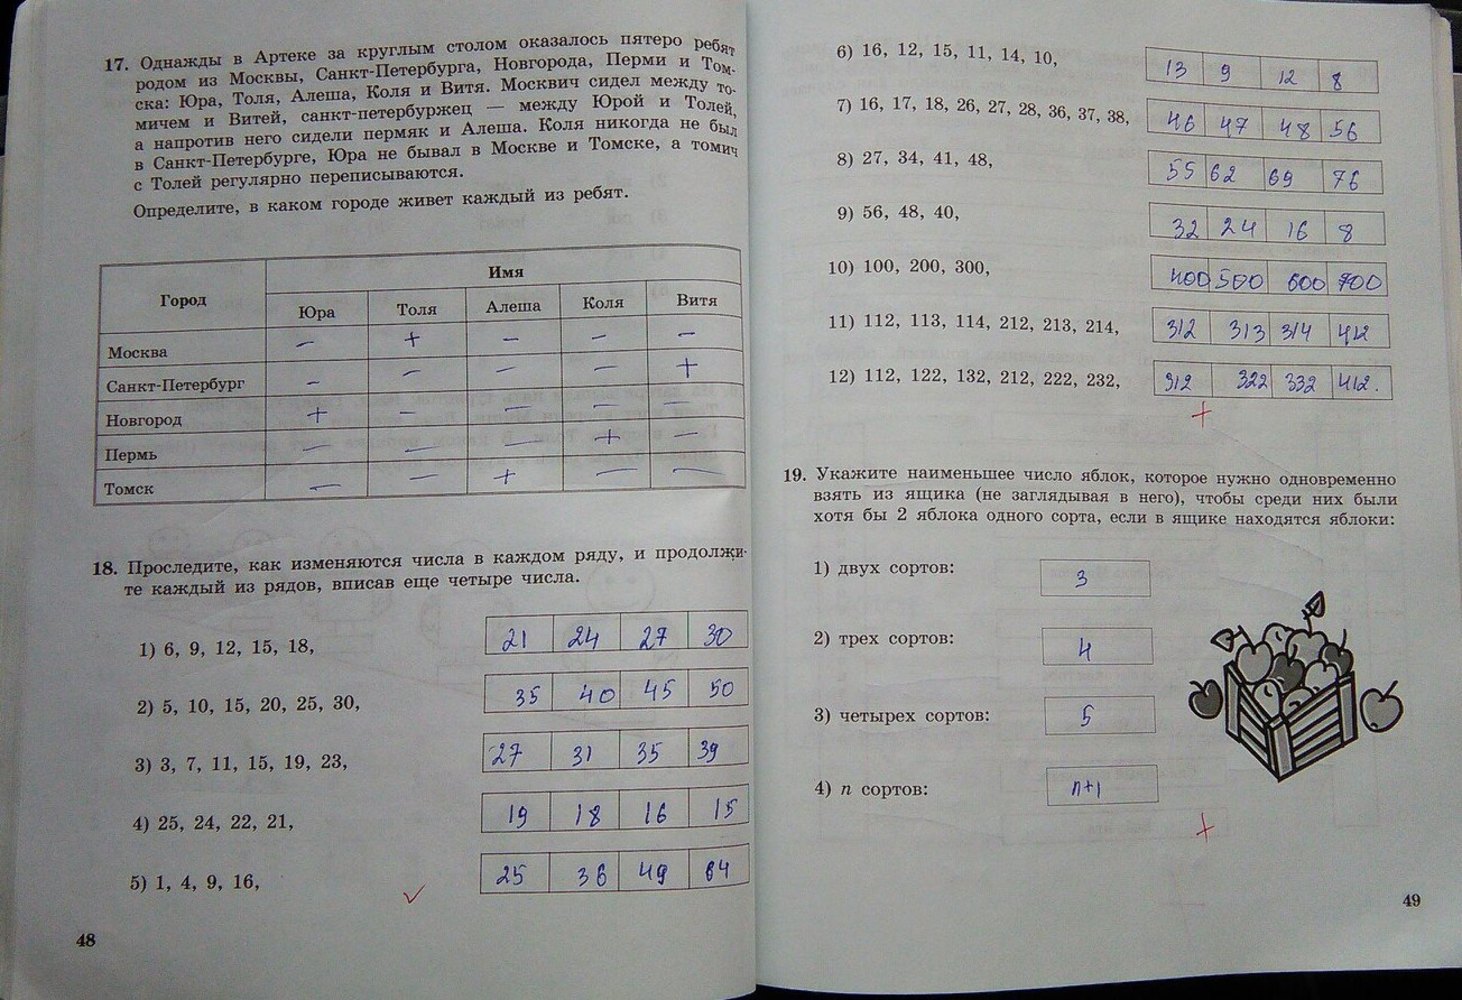 17. Однажды в Артеке за круглым столом оказалось пятеро ребят
родом из Москвы, Санкт-Петербурга, Новгорода, Перми и Том-
ска: Юра, Толя, Алеша, Коля и Витя. Москвич сидел между то-
мичем и Витей, санкт-петербуржец — между Юрой и Толей,
а напротив него сидели пермяк и Алеша. Коля никогда не был
в Санкт-Петербурге, Юра не бывал в Москве и Томске, а томич
с Толей регулярно переписываются.
Определите, в каком городе живет каждый из ребят.
Город Имя
Юра Толя Алеша Коля Витя
Москва − + − − −
Санкт-Петербург − − − − +
Новгород + − − − −
Пермь − − − + −
Томск − − + − −
18. Проследите, как изменяются числа в каждом ряду, и продолжи-
те каждый из рядов, вписав еще четыре числа.
1) 6, 9, 12, 15, 18, 21 24 27 30
2) 5, 10, 15, 20, 25, 30, 35 40 45 50
3) 3, 7, 11, 15, 19, 23, 27 31 35 39
4) 25, 24, 22, 21, 19 18 16 15
5) 1, 4, 9, 16, 25 36 49 64
48
6) 16, 12, 15, 11, 14, 10, 13 9 12 8
7) 16, 17, 18, 26, 27, 28, 36, 37, 38, 46 47 48 56
8) 27, 34, 41, 48, 55 62 69 76
9) 56, 48, 40, 32 24 16 8
10) 100, 200, 300, 400 500 600 700
11) 112, 113, 114, 212, 213, 214, 312 313 314 412
12) 112, 122, 132, 212, 222, 232, 312 322 332 412.
+
19. Укажите наименьшее число яблок, которое нужно одновременно
взять из ящика (не заглядывая в него), чтобы среди них были
хотя бы 2 яблока одного сорта, если в ящике находятся яблоки:
1) двух сортов: 3
2) трех сортов: 4
3) четырех сортов: 5
4) n сортов: n+1
+
49